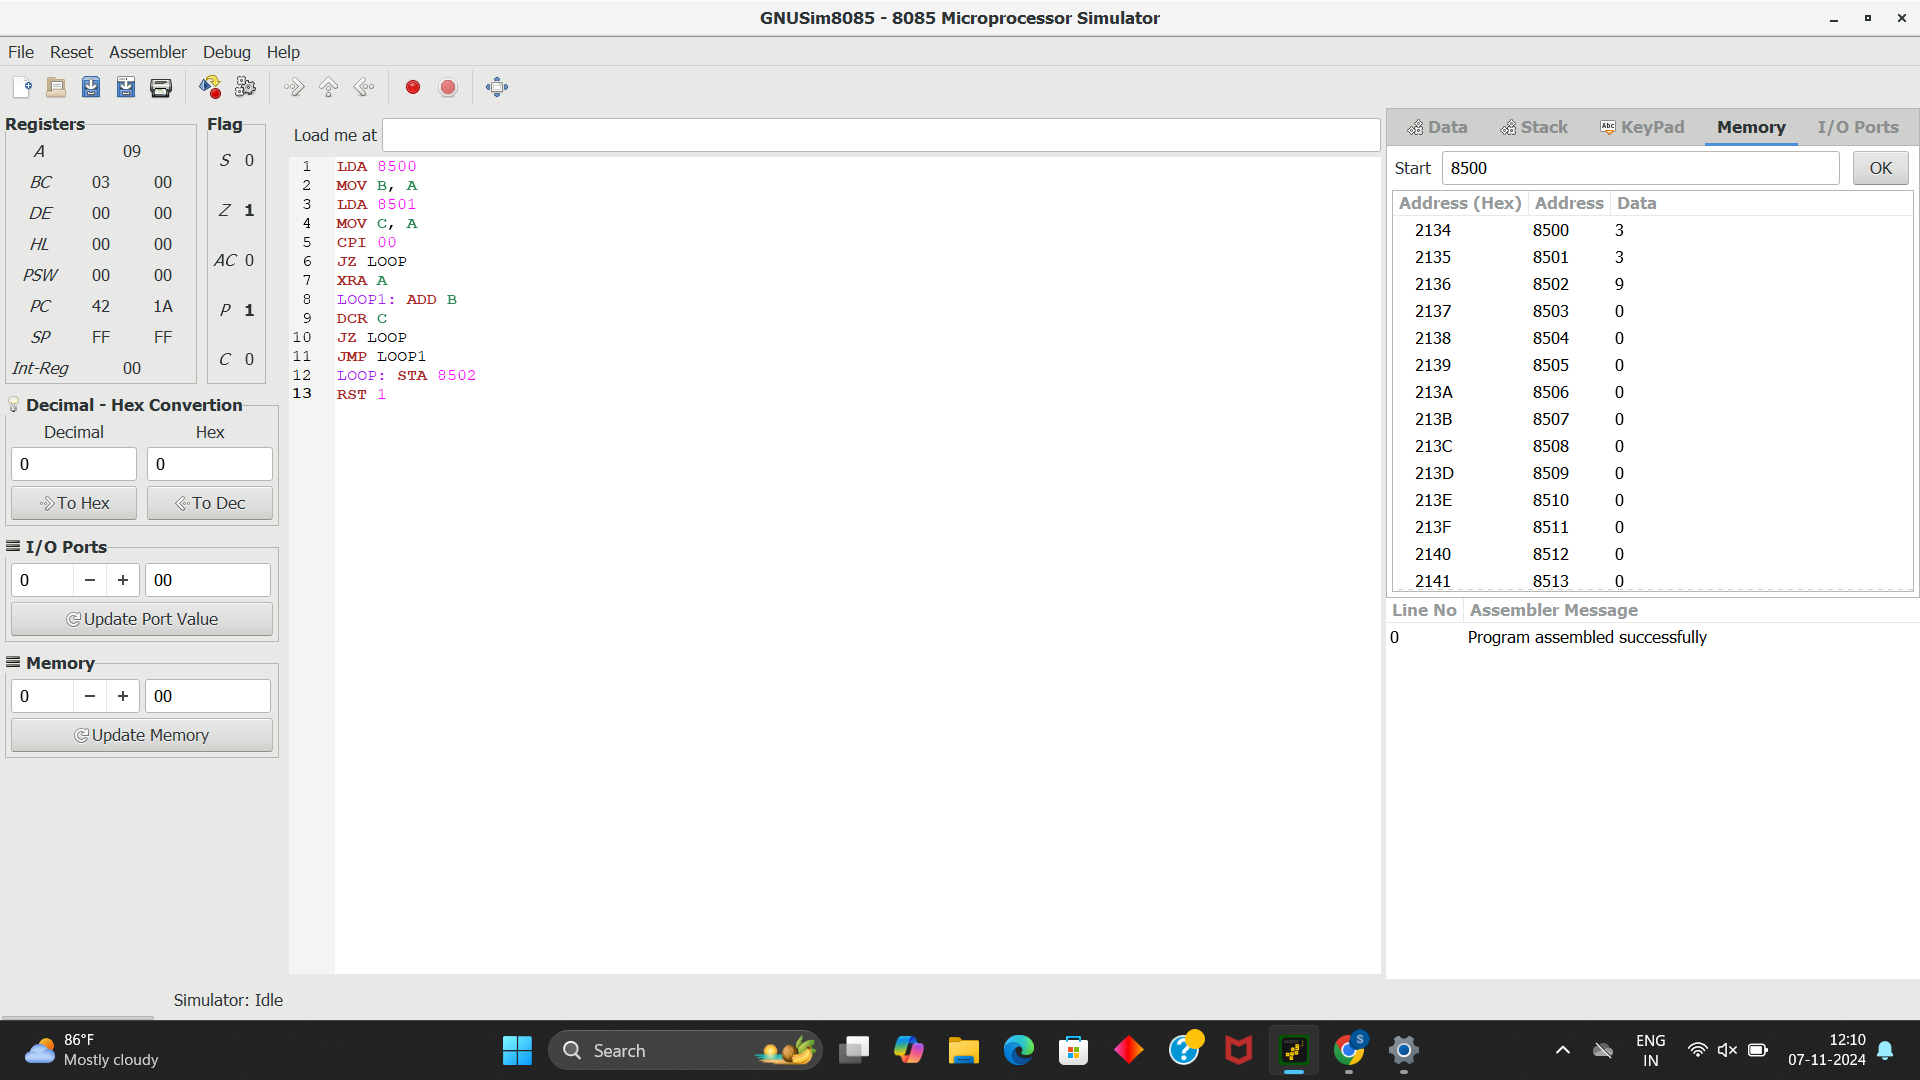 GNUSim8085 - 8085 Microprocessor Simulator
File Reset Assembler Debug Help
Registers
A 09
BC 03 00
DE 00 00
HL 00 00
PSW 00 00
PC 42 1A
SP FF FF
Int-Reg 00
Flag
S 0
Z 1
AC 0
P 1
C 0
Decimal - Hex Convertion
Decimal Hex
0 0
To Hex To Dec
I/O Ports
0 − + 00
Update Port Value
Memory
0 − + 00
Update Memory
Load me at
1 LDA 8500
2 MOV B, A
3 LDA 8501
4 MOV C, A
5 CPI 00
6 JZ LOOP
7 XRA A
8 LOOP1: ADD B
9 DCR C
10 JZ LOOP
11 JMP LOOP1
12 LOOP: STA 8502
13 RST 1
Data Stack Abc KeyPad Memory I/O Ports
Start 8500 OK
Address (Hex) Address Data
2134 8500 3
2135 8501 3
2136 8502 9
2137 8503 0
2138 8504 0
2139 8505 0
213A 8506 0
213B 8507 0
213C 8508 0
213D 8509 0
213E 8510 0
213F 8511 0
2140 8512 0
2141 8513 0
Line No Assembler Message
0 Program assembled successfully
Simulator: Idle
86°F
Mostly cloudy
Search
S
ENG
IN
12:10
07-11-2024